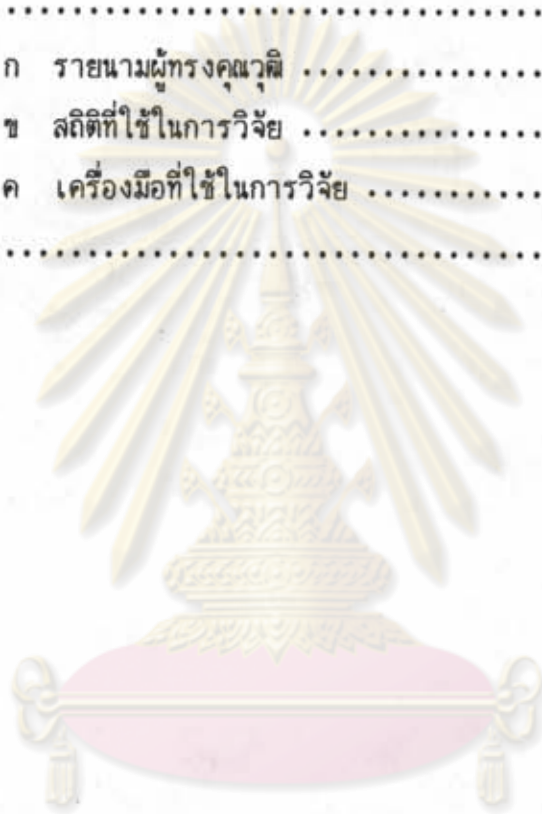 ..............................
ก รายนามผู้ทรงคุณวุฒิ ...............
ข สถิติที่ใช้ในการวิจัย ...............
ค เครื่องมือที่ใช้ในการวิจัย ...........
..............................